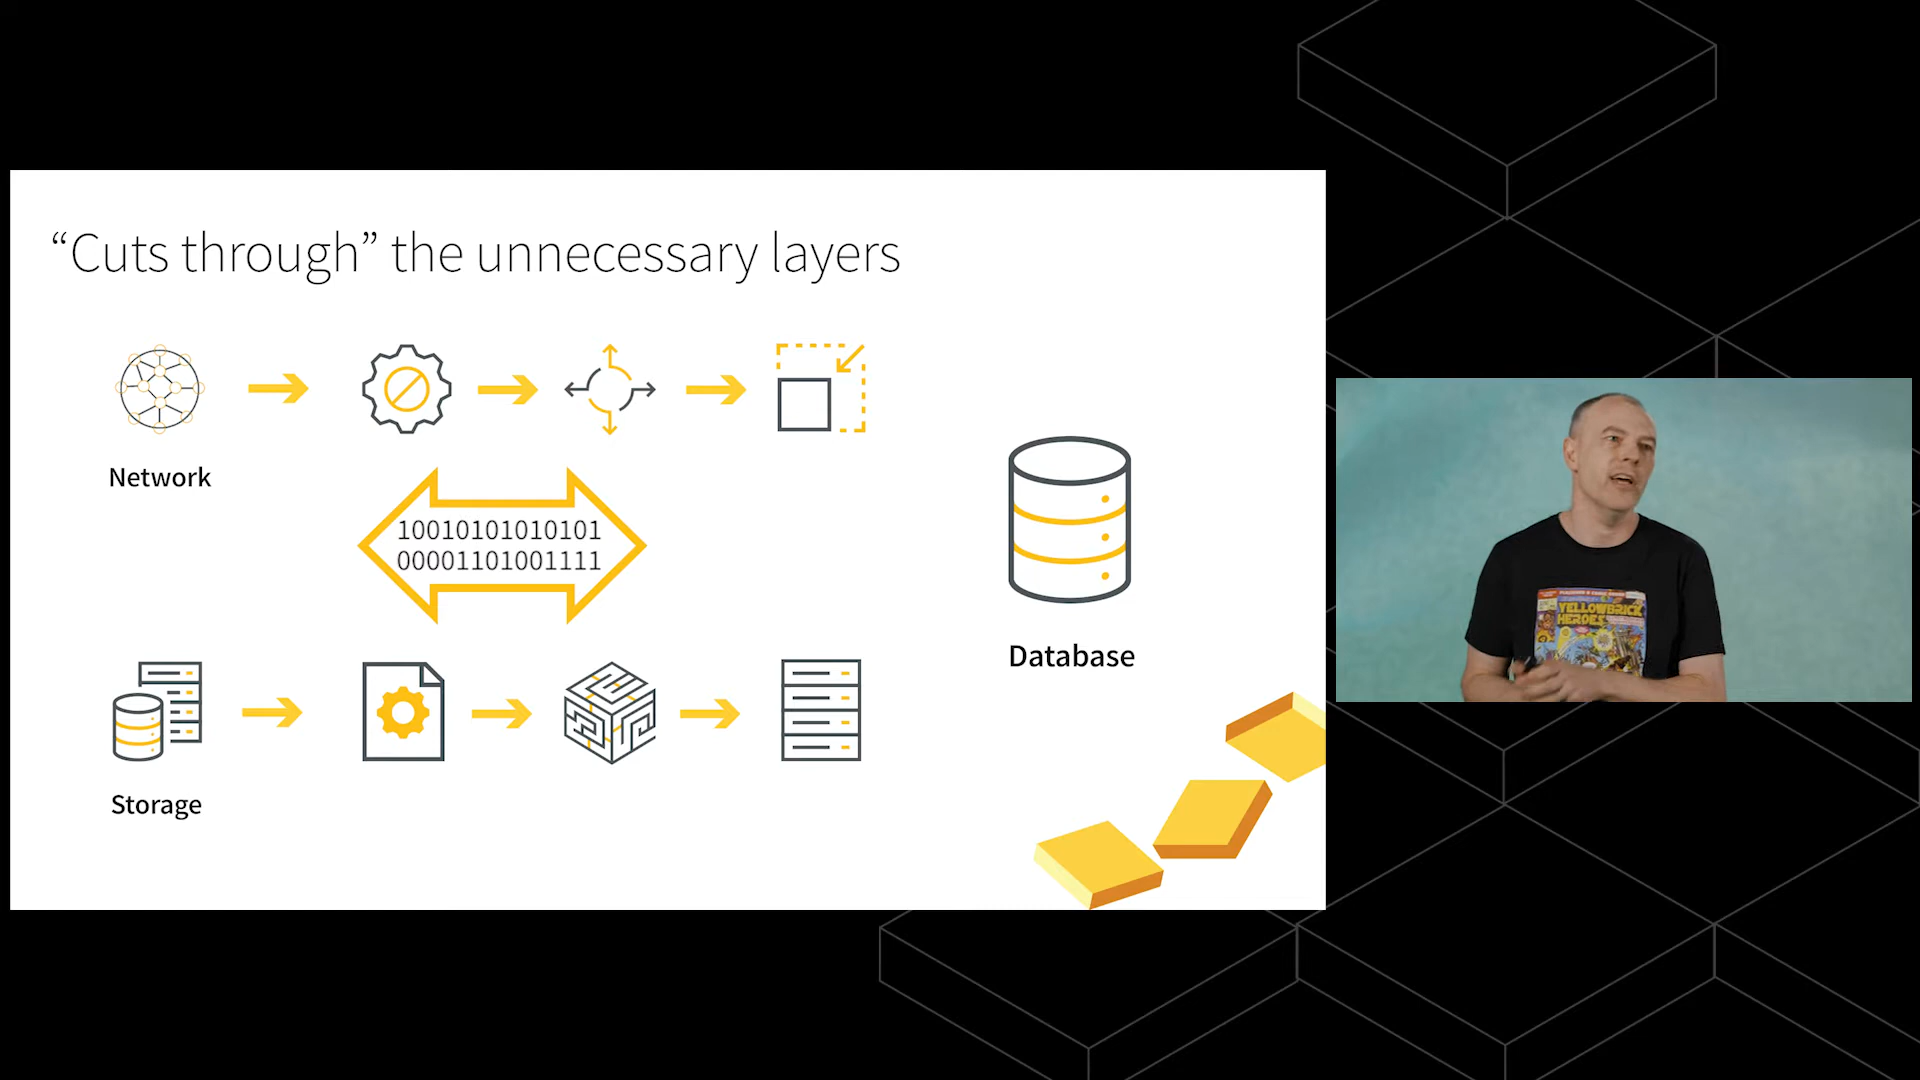 “Cuts through” the unnecessary layers
Network
10010101010101
00001101001111
Database
Storage
YELLOWBRICK
HEROES